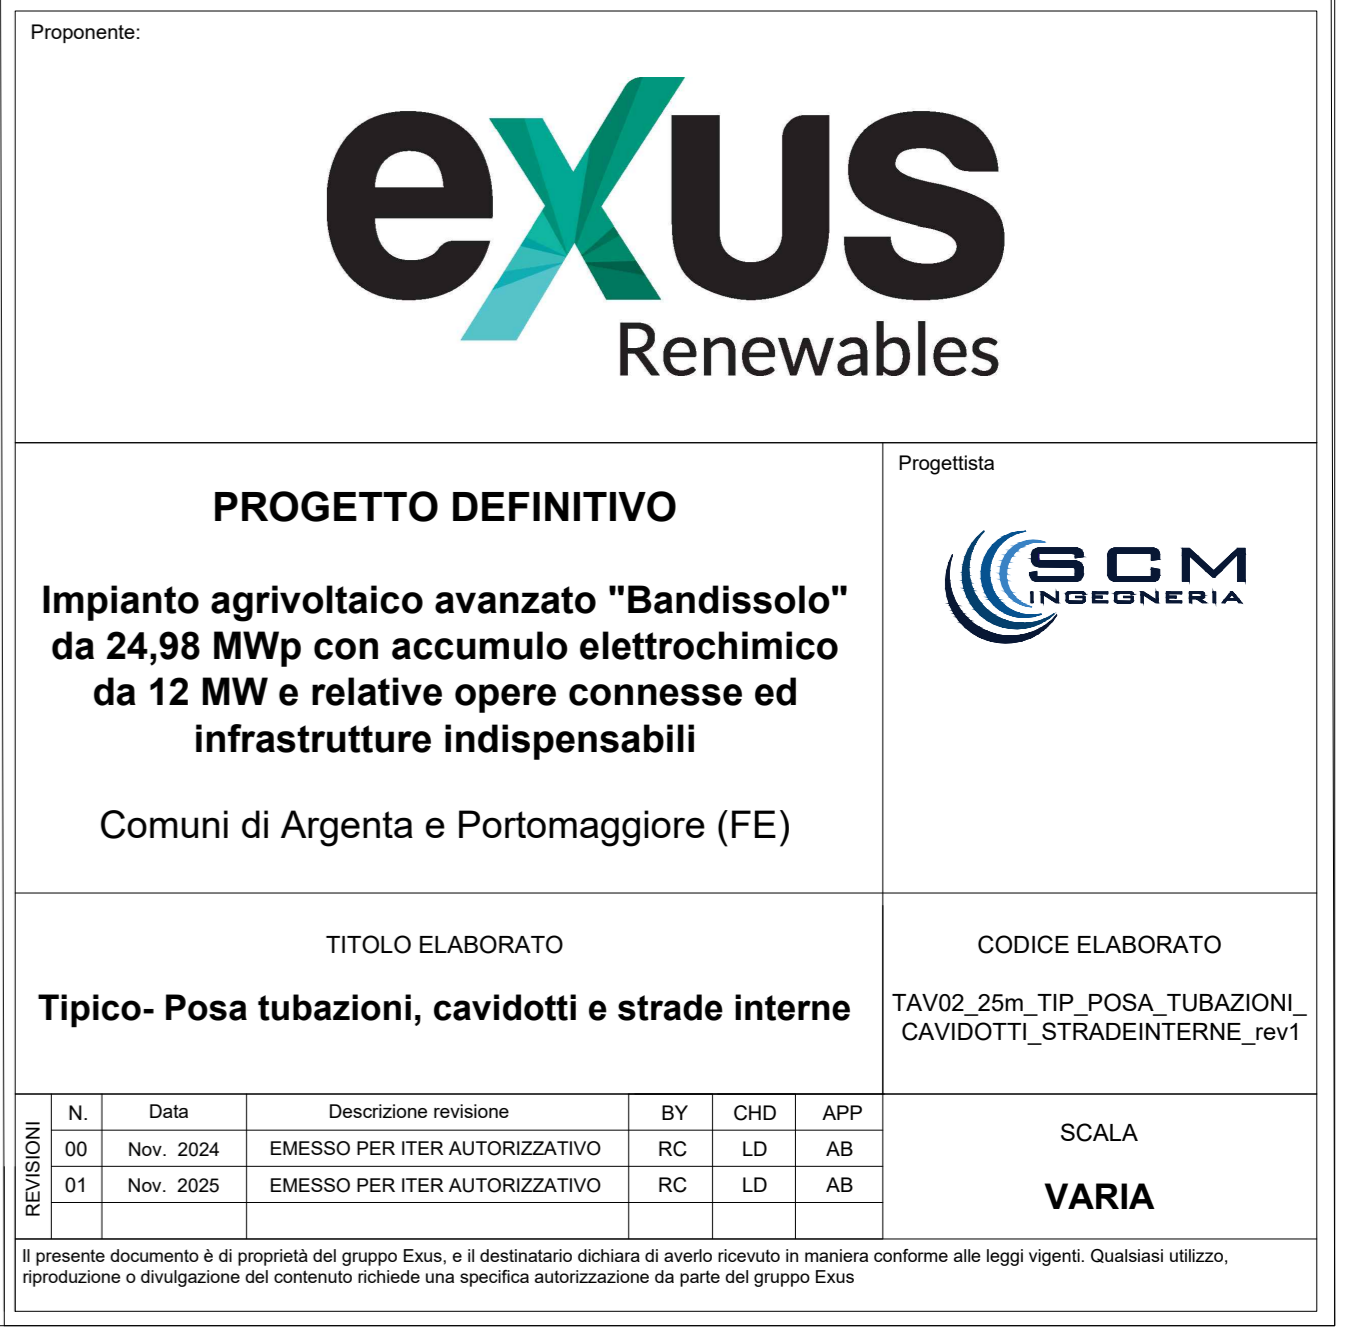 Proponente:
exus
Renewables
PROGETTO DEFINITIVO
Impianto agrivoltaico avanzato "Bandissolo"
da 24,98 MWp con accumulo elettrochimico
da 12 MW e relative opere connesse ed
infrastrutture indispensabili
Comuni di Argenta e Portomaggiore (FE)
Progettista
SCM
INGEGNERIA
TITOLO ELABORATO
Tipico- Posa tubazioni, cavidotti e strade interne
CODICE ELABORATO
TAV02_25m_TIP_POSA_TUBAZIONI_
CAVIDOTTI_STRADEINTERNE_rev1
REVISIONI
N. Data Descrizione revisione BY CHD APP
00 Nov. 2024 EMESSO PER ITER AUTORIZZATIVO RC LD AB
01 Nov. 2025 EMESSO PER ITER AUTORIZZATIVO RC LD AB
SCALA
VARIA
Il presente documento è di proprietà del gruppo Exus, e il destinatario dichiara di averlo ricevuto in maniera conforme alle leggi vigenti. Qualsiasi utilizzo,
riproduzione o divulgazione del contenuto richiede una specifica autorizzazione da parte del gruppo Exus